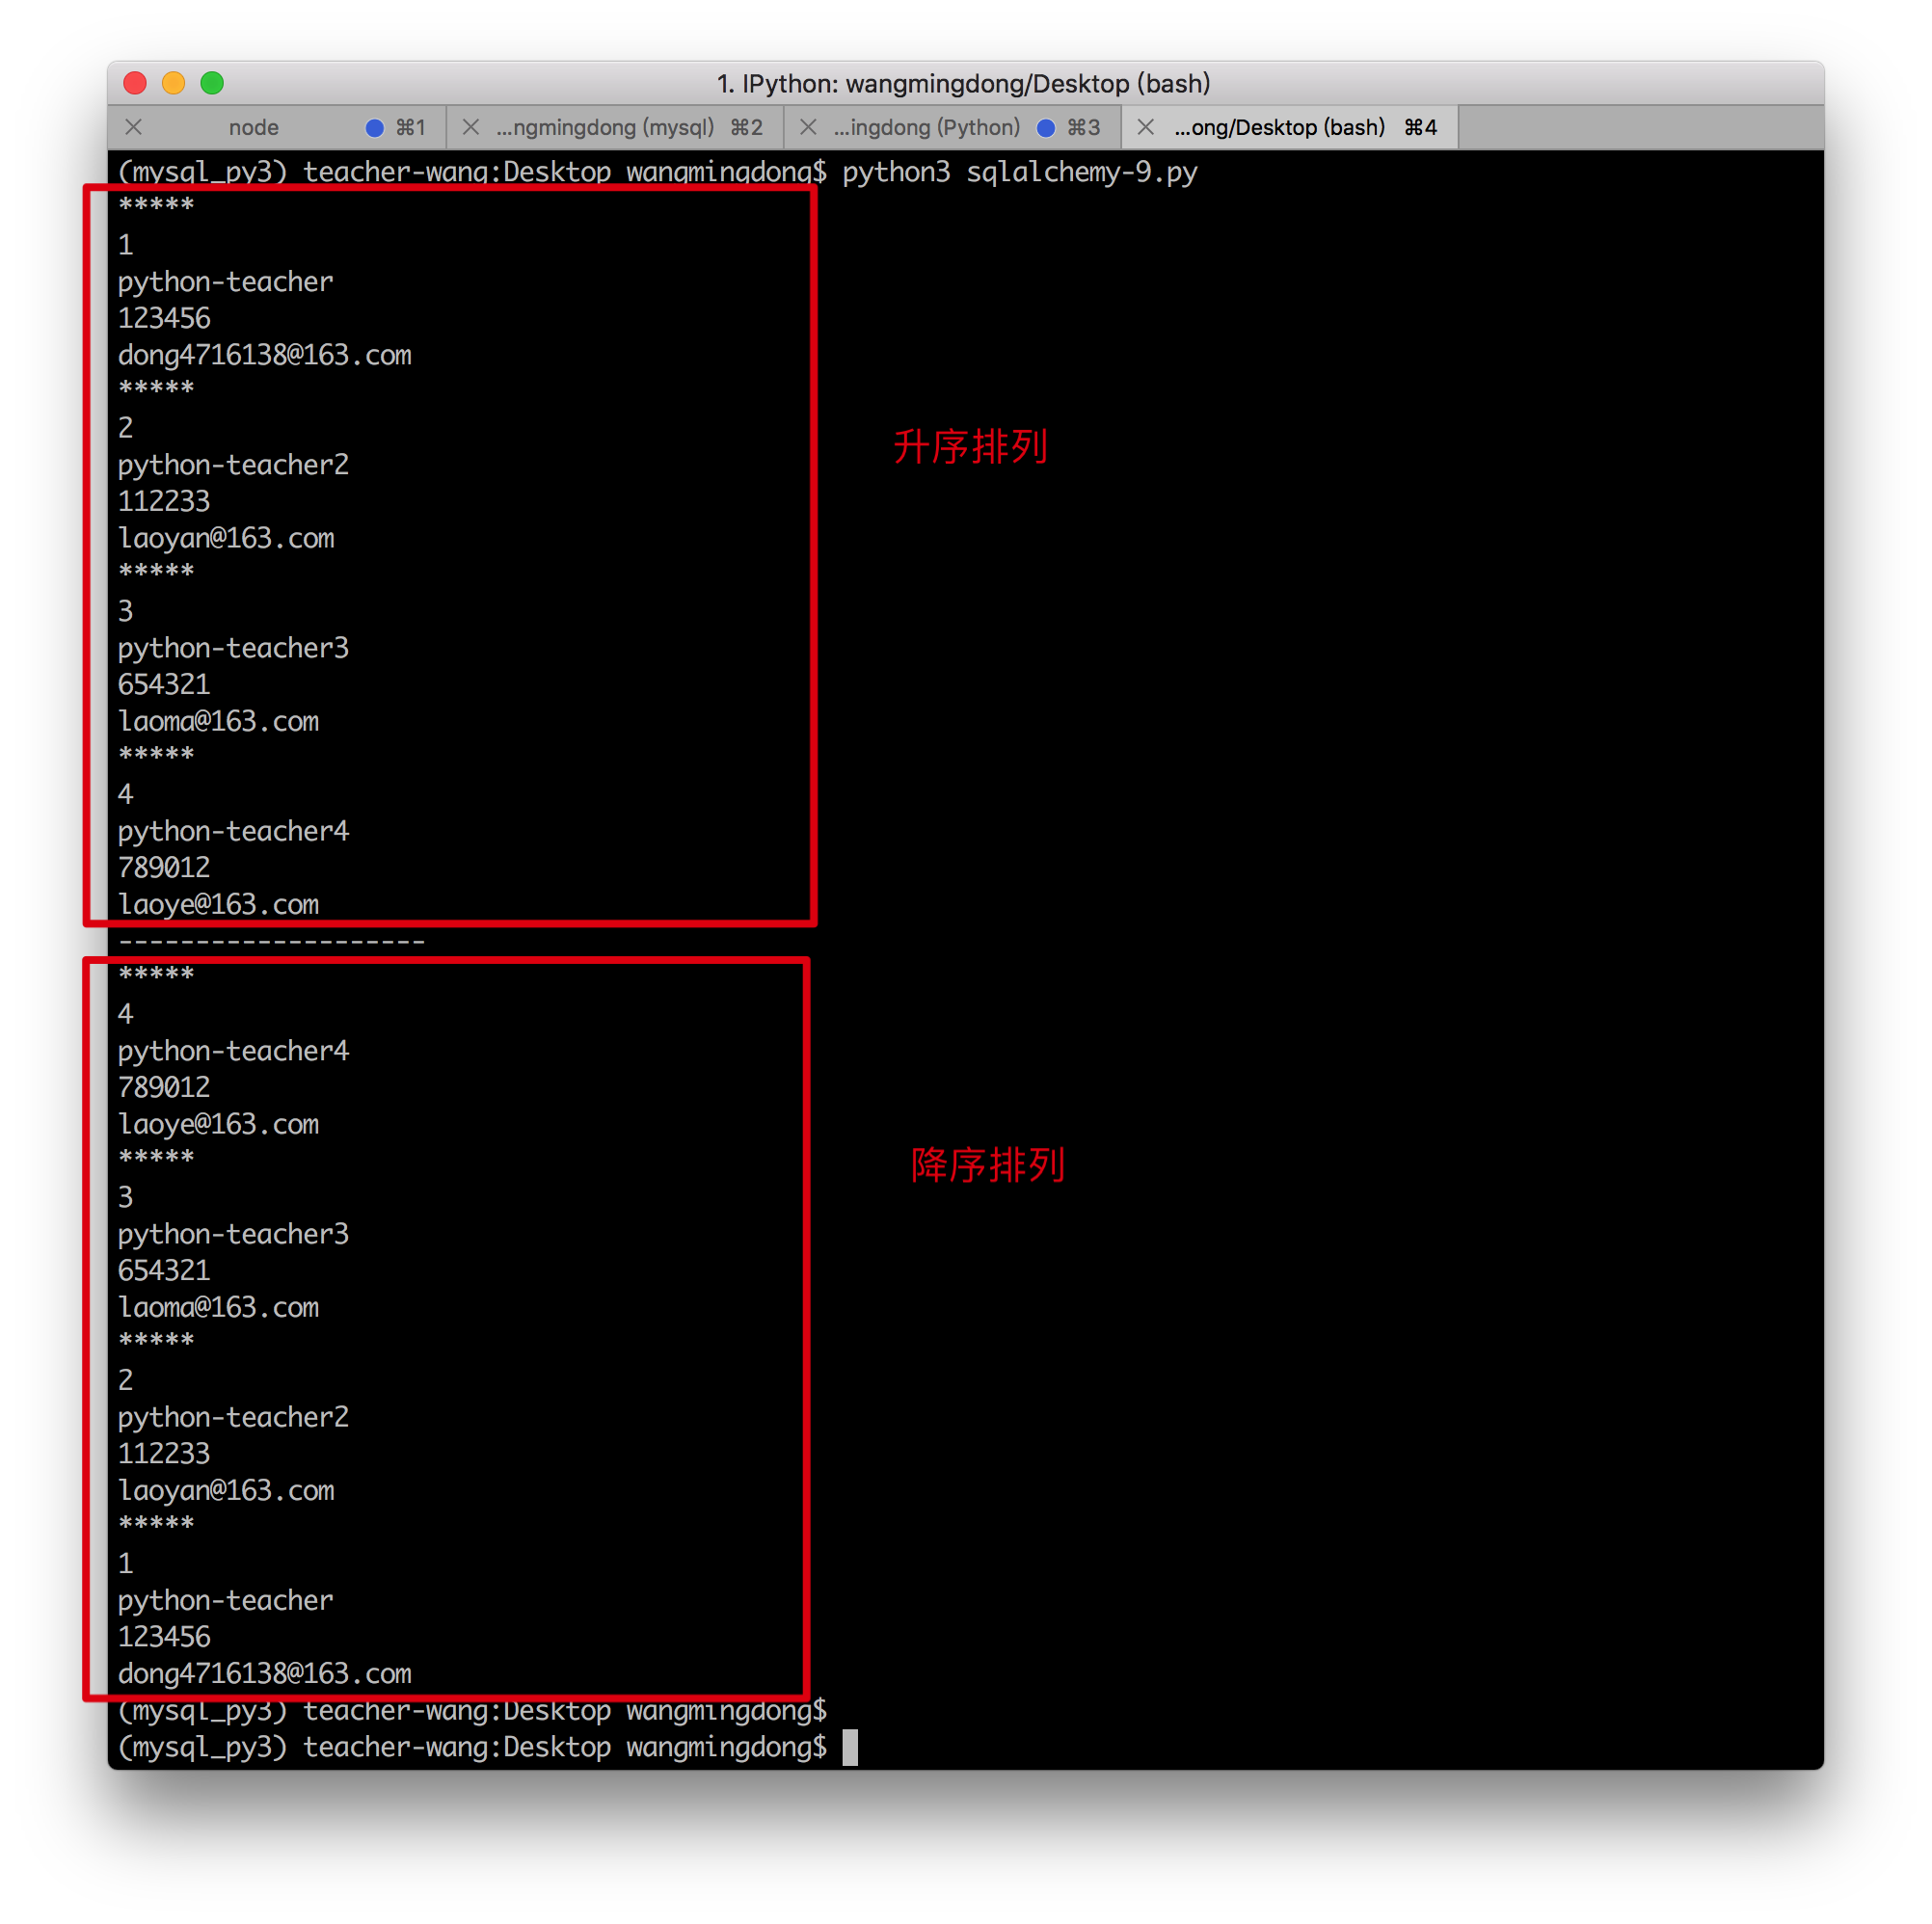 1. IPython: wangmingdong/Desktop (bash)
node ⌘1 ...ngmingdong (mysql) ⌘2 ...ingdong (Python) ⌘3 ...ong/Desktop (bash) ⌘4
(mysql_py3) teacher-wang:Desktop wangmingdong$ python3 sqlalchemy-9.py
*****
1
python-teacher
123456
dong4716138@163.com
*****
2
升序排列
python-teacher2
112233
laoyan@163.com
*****
3
python-teacher3
654321
laoma@163.com
*****
4
python-teacher4
789012
laoye@163.com
--------------------
*****
4
python-teacher4
789012
laoye@163.com
*****
降序排列
3
python-teacher3
654321
laoma@163.com
*****
2
python-teacher2
112233
laoyan@163.com
*****
1
python-teacher
123456
dong4716138@163.com
(mysql_py3) teacher-wang:Desktop wangmingdong$
(mysql_py3) teacher-wang:Desktop wangmingdong$